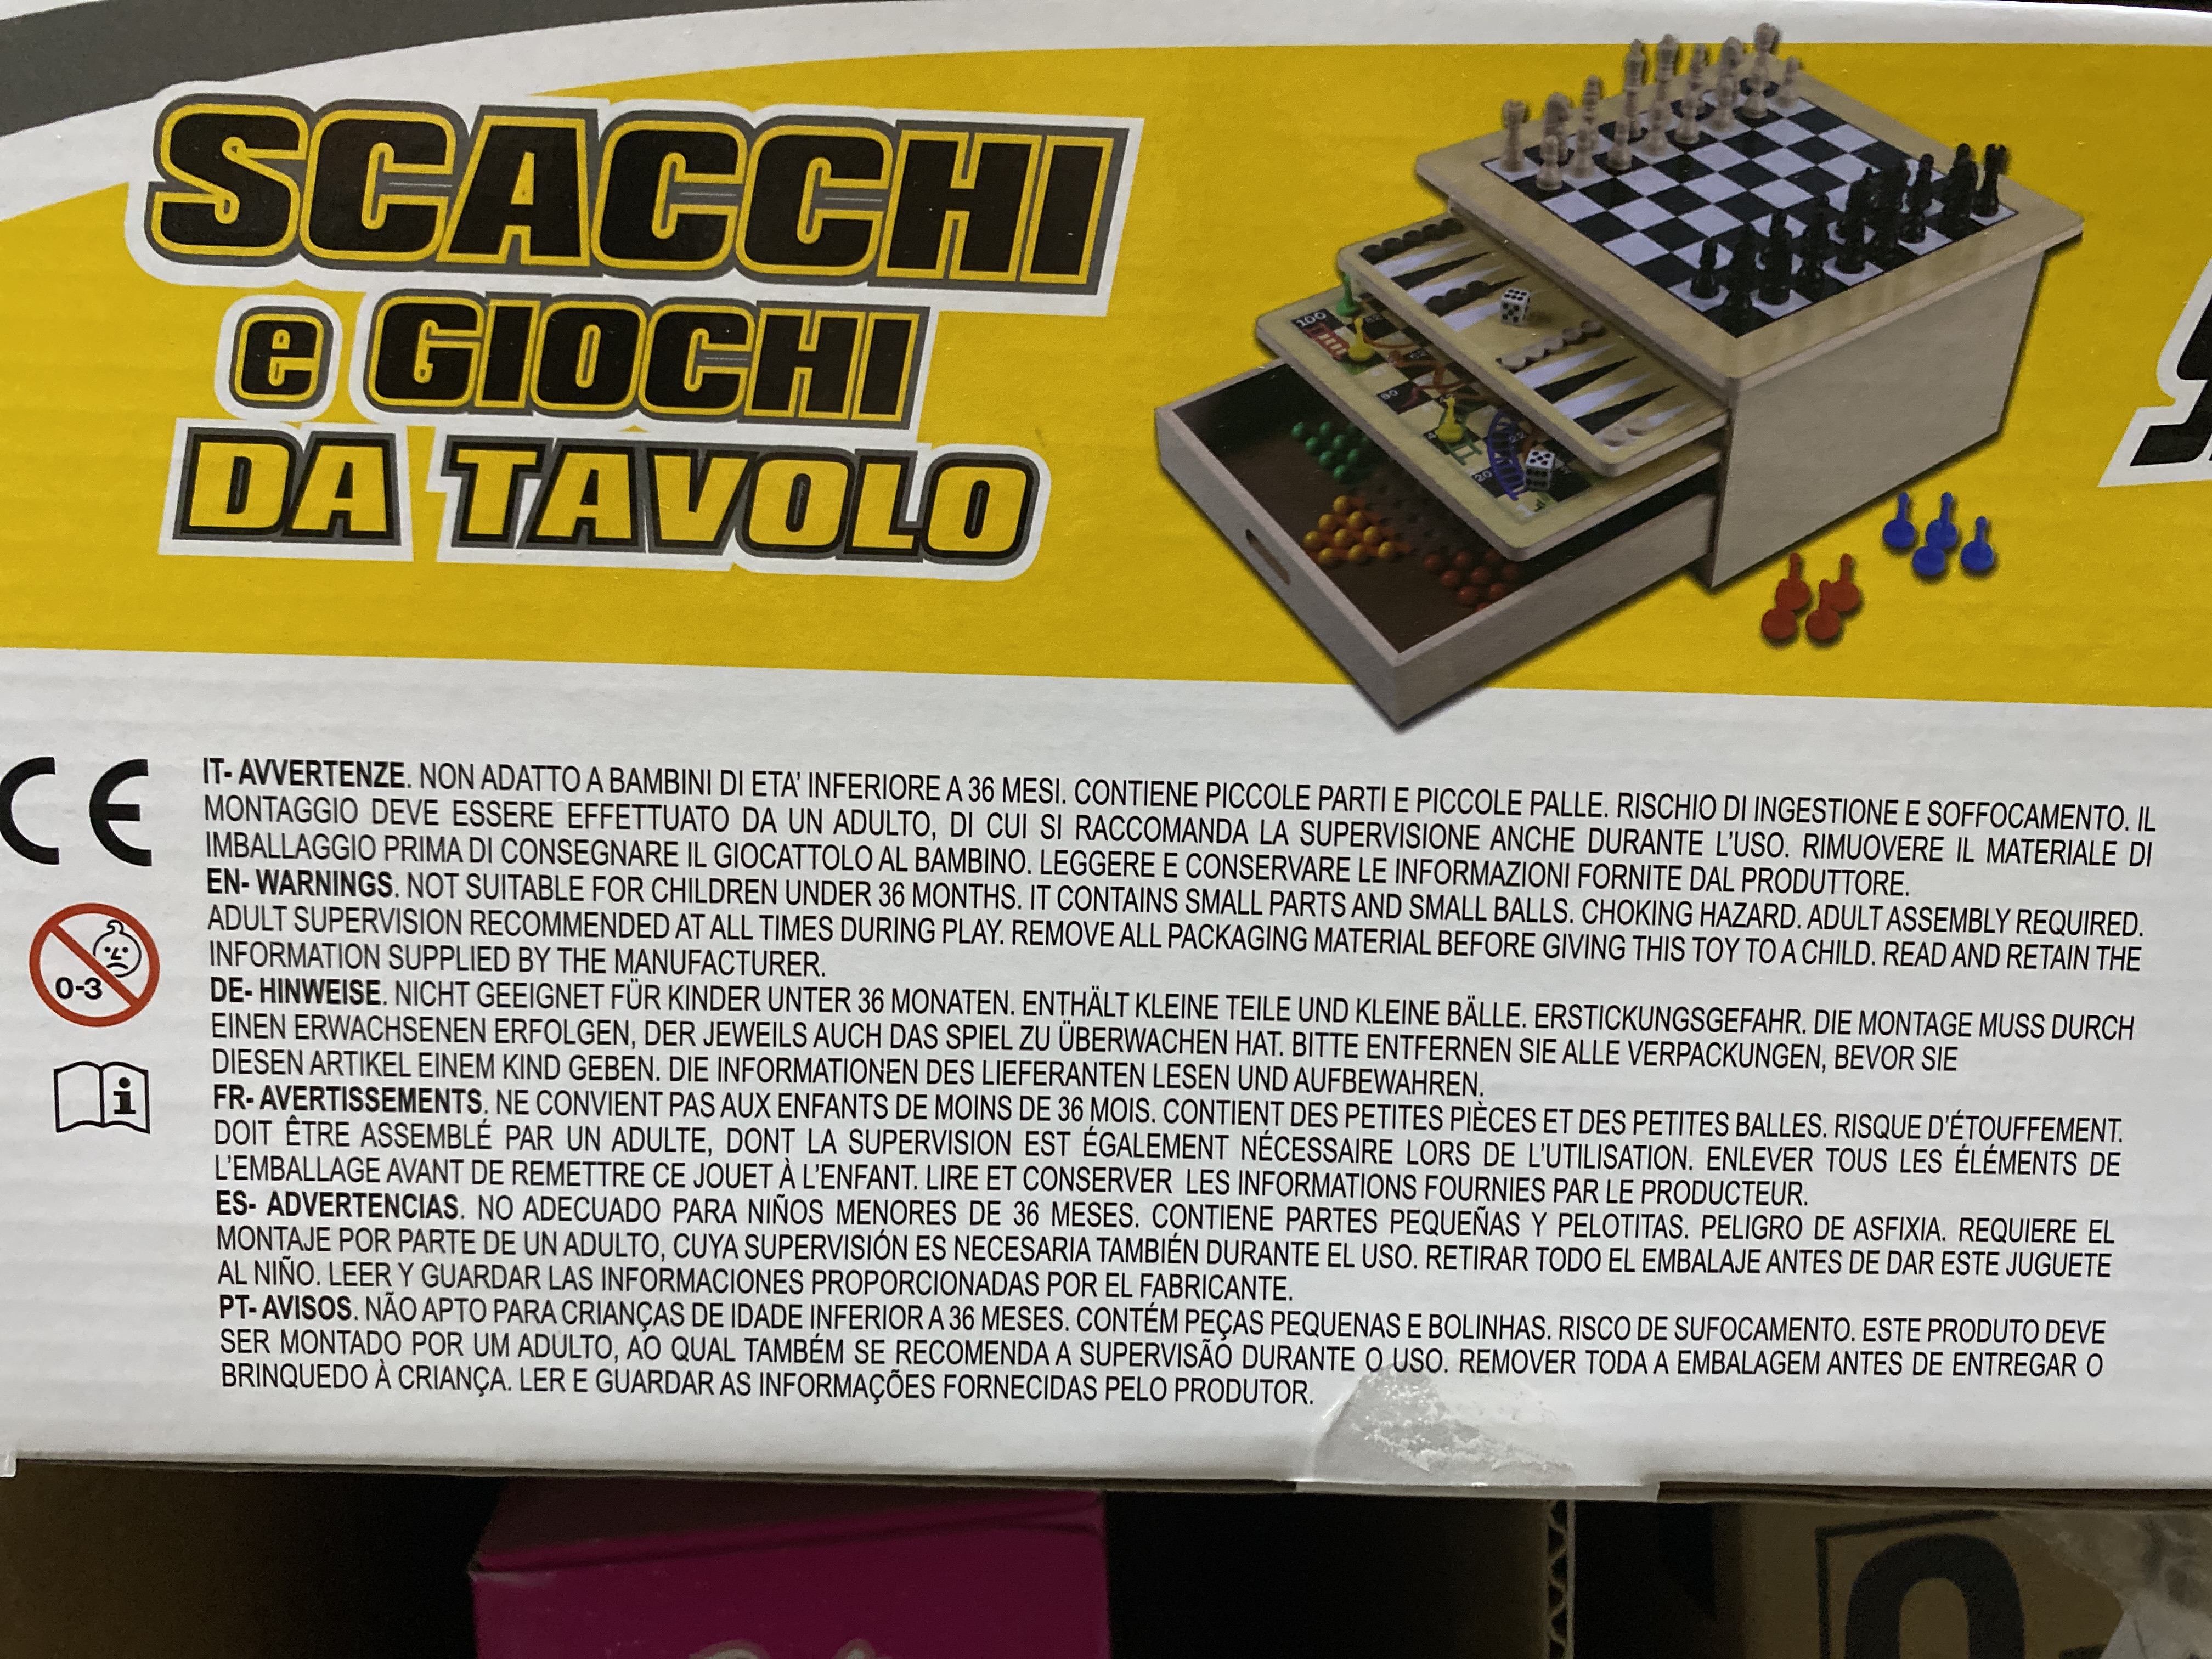 SCACCHI
e GIOCHI
DA TAVOLO
100
80
20
CE
0-3
i
IT- AVVERTENZE. NON ADATTO A BAMBINI DI ETA' INFERIORE A 36 MESI. CONTIENE PICCOLE PARTI E PICCOLE PALLE. RISCHIO DI INGESTIONE E SOFFOCAMENTO. IL
MONTAGGIO DEVE ESSERE EFFETTUATO DA UN ADULTO, DI CUI SI RACCOMANDA LA SUPERVISIONE ANCHE DURANTE L'USO. RIMUOVERE IL MATERIALE DI
IMBALLAGGIO PRIMA DI CONSEGNARE IL GIOCATTOLO AL BAMBINO. LEGGERE E CONSERVARE LE INFORMAZIONI FORNITE DAL PRODUTTORE.
EN- WARNINGS. NOT SUITABLE FOR CHILDREN UNDER 36 MONTHS. IT CONTAINS SMALL PARTS AND SMALL BALLS. CHOKING HAZARD. ADULT ASSEMBLY REQUIRED.
ADULT SUPERVISION RECOMMENDED AT ALL TIMES DURING PLAY. REMOVE ALL PACKAGING MATERIAL BEFORE GIVING THIS TOY TO A CHILD. READ AND RETAIN THE
INFORMATION SUPPLIED BY THE MANUFACTURER.
DE- HINWEISE. NICHT GEEIGNET FÜR KINDER UNTER 36 MONATEN. ENTHÄLT KLEINE TEILE UND KLEINE BÄLLE. ERSTICKUNGSGEFAHR. DIE MONTAGE MUSS DURCH
EINEN ERWACHSENEN ERFOLGEN, DER JEWEILS AUCH DAS SPIEL ZU ÜBERWACHEN HAT. BITTE ENTFERNEN SIE ALLE VERPACKUNGEN, BEVOR SIE
DIESEN ARTIKEL EINEM KIND GEBEN. DIE INFORMATIONEN DES LIEFERANTEN LESEN UND AUFBEWAHREN.
FR- AVERTISSEMENTS. NE CONVIENT PAS AUX ENFANTS DE MOINS DE 36 MOIS. CONTIENT DES PETITES PIÈCES ET DES PETITES BALLES. RISQUE D'ÉTOUFFEMENT.
DOIT ÊTRE ASSEMBLÉ PAR UN ADULTE, DONT LA SUPERVISION EST ÉGALEMENT NÉCESSAIRE LORS DE L'UTILISATION. ENLEVER TOUS LES ÉLÉMENTS DE
L'EMBALLAGE AVANT DE REMETTRE CE JOUET À L'ENFANT. LIRE ET CONSERVER LES INFORMATIONS FOURNIES PAR LE PRODUCTEUR.
ES- ADVERTENCIAS. NO ADECUADO PARA NIÑOS MENORES DE 36 MESES. CONTIENE PARTES PEQUEÑAS Y PELOTITAS. PELIGRO DE ASFIXIA. REQUIERE EL
MONTAJE POR PARTE DE UN ADULTO, CUYA SUPERVISIÓN ES NECESARIA TAMBIÉN DURANTE EL USO. RETIRAR TODO EL EMBALAJE ANTES DE DAR ESTE JUGUETE
AL NIÑO. LEER Y GUARDAR LAS INFORMACIONES PROPORCIONADAS POR EL FABRICANTE.
PT- AVISOS. NÃO APTO PARA CRIANÇAS DE IDADE INFERIOR A 36 MESES. CONTÉM PEÇAS PEQUENAS E BOLINHAS. RISCO DE SUFOCAMENTO. ESTE PRODUTO DEVE
SER MONTADO POR UM ADULTO, AO QUAL TAMBÉM SE RECOMENDA A SUPERVISÃO DURANTE O USO. REMOVER TODA A EMBALAGEM ANTES DE ENTREGAR O
BRINQUEDO À CRIANÇA. LER E GUARDAR AS INFORMAÇÕES FORNECIDAS PELO PRODUTOR.